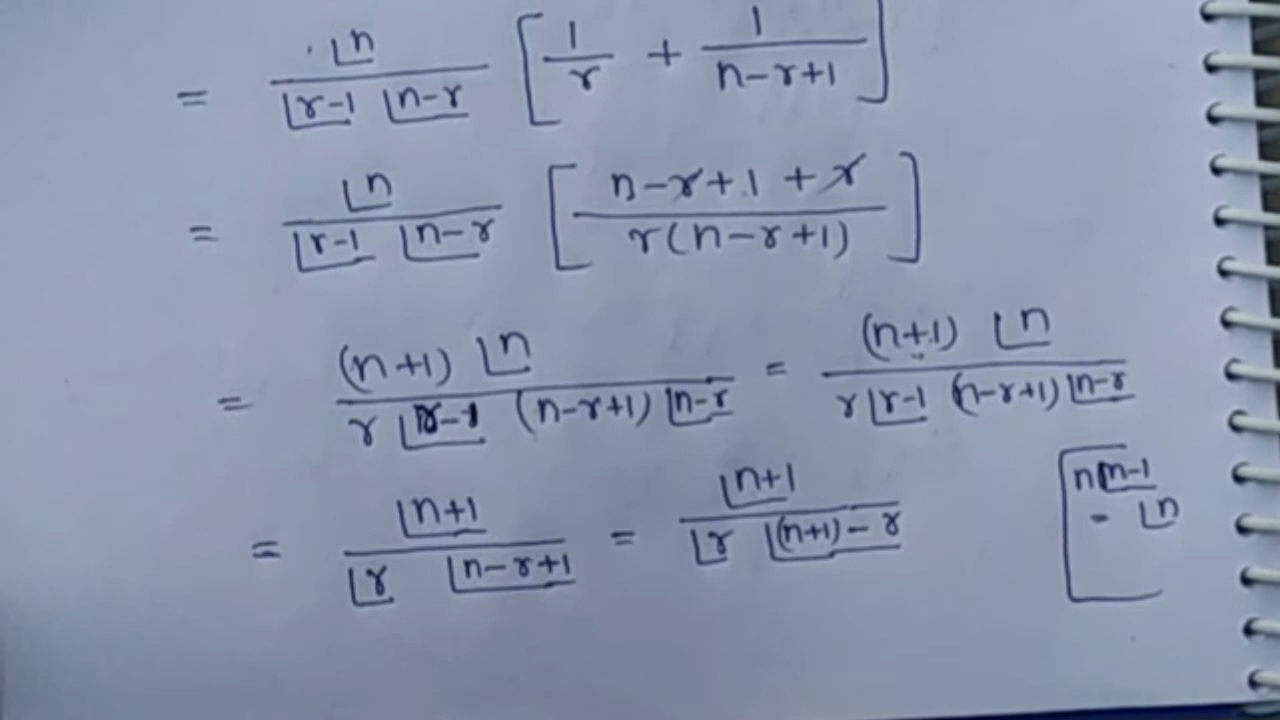 = ⌊n / ⌊r-1 ⌊n-r [ 1/r + 1/n-r+1 ]
= ⌊n / ⌊r-1 ⌊n-r [ n-r+1+r / r(n-r+1) ]
= (n+1) ⌊n / r ⌊r-1 (n-r+1) ⌊n-r = (n+1) ⌊n / r ⌊r-1 (n-r+1) ⌊n-r
= ⌊n+1 / ⌊r ⌊n-r+1 = ⌊n+1 / ⌊r ⌊(n+1)-r
n⌊n-1
= ⌊n